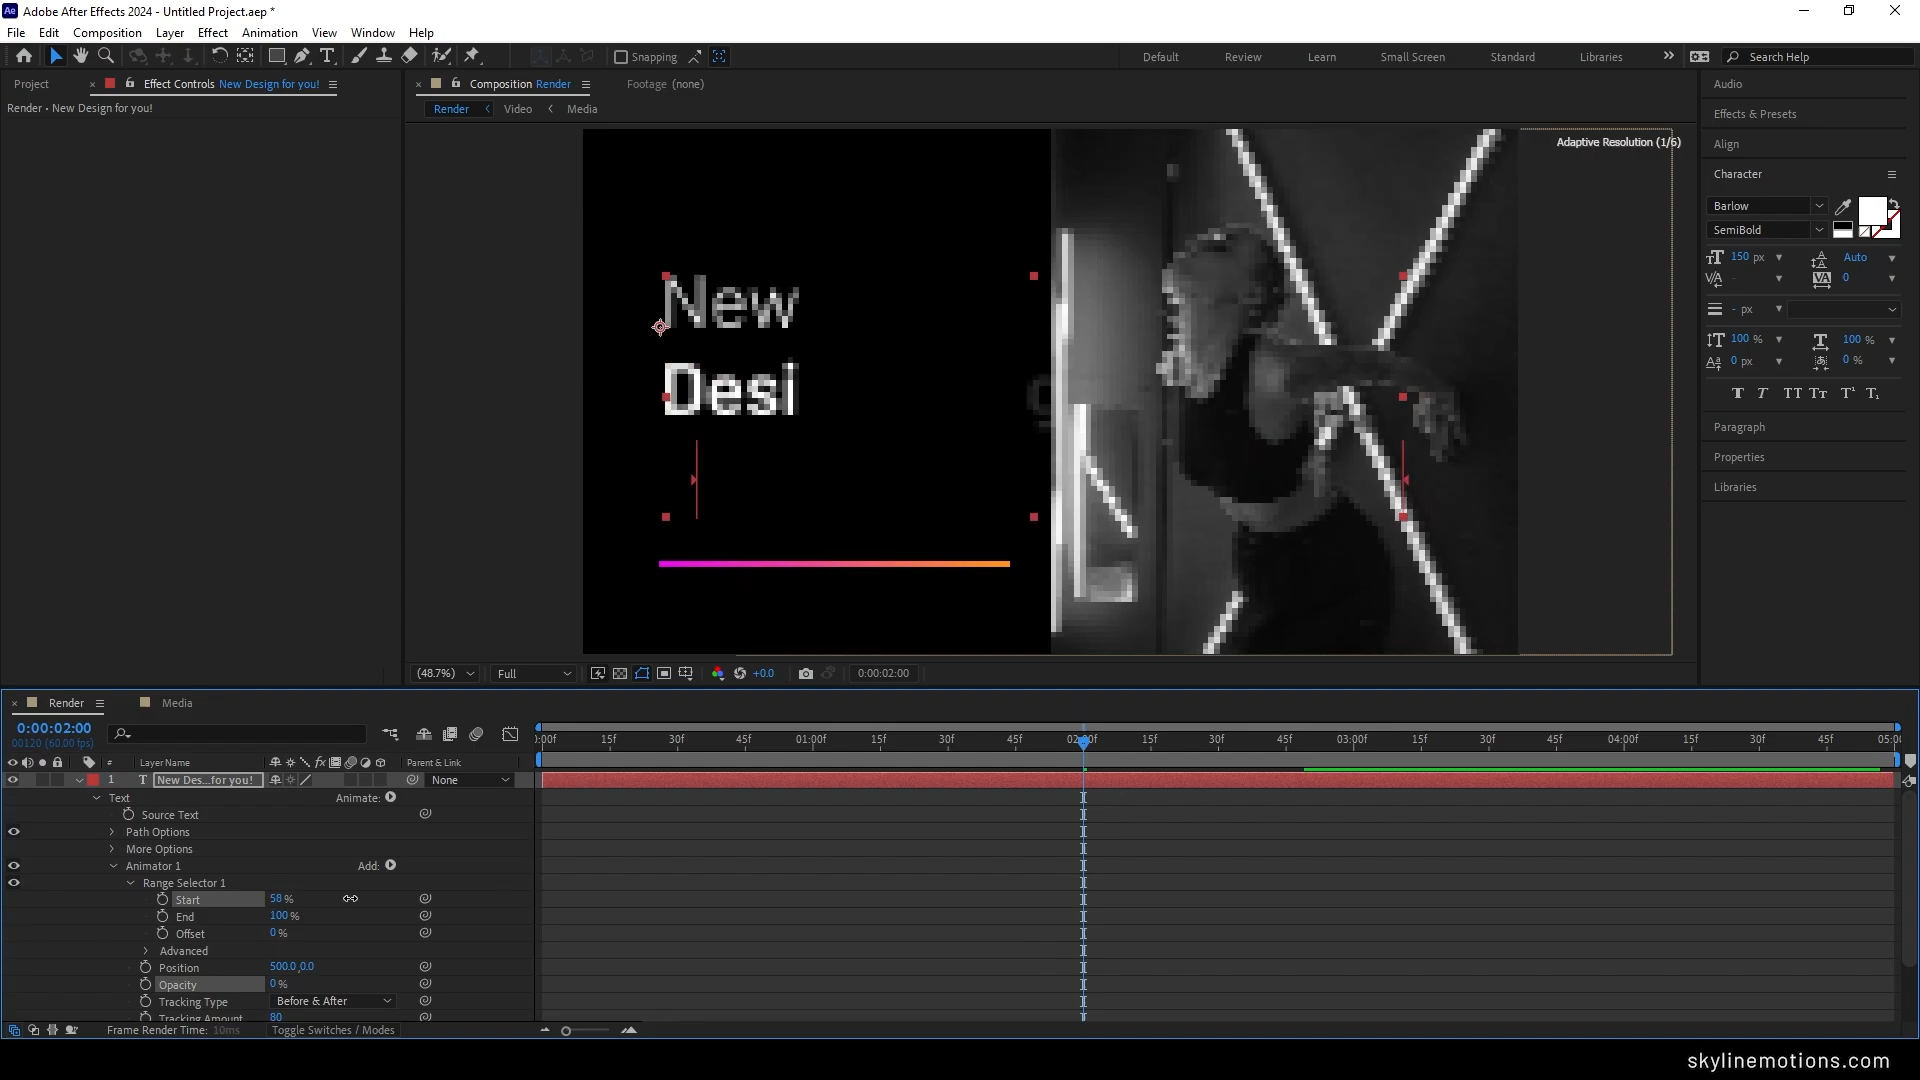 Adobe After Effects 2024 - Untitled Project.aep *
File Edit Composition Layer Effect Animation View Window Help
Snapping
Default Review Learn Small Screen Standard Libraries Search Help
Project Effect Controls New Design for you! Composition Render Footage (none) Audio
Render • New Design for you!
Render Video Media
Effects & Presets
Adaptive Resolution (1/6)
Align
Character
Barlow
SemiBold
150 px Auto
0
- px
100 % 100 %
0 px 0 %
Paragraph
Properties
Libraries
New
Desi
g
(48.7%) Full +0.0 0:00:02:00
Render Media
0:00:02:00
00120 (60.00 fps)
:00f 15f 30f 45f 01:00f 15f 30f 45f 02:00f 15f 30f 45f 03:00f 15f 30f 45f 04:00f 15f 30f 45f 05:00
# Layer Name Parent & Link
1 T New Des...for you! None
Text Animate:
Source Text
Path Options
More Options
Animator 1 Add:
Range Selector 1
Start 58 %
End 100 %
Offset 0 %
Advanced
Position 500.0,0.0
Opacity 0 %
Tracking Type Before & After
Tracking Amount 80
Frame Render Time: 10ms Toggle Switches / Modes
skylinemotions.com